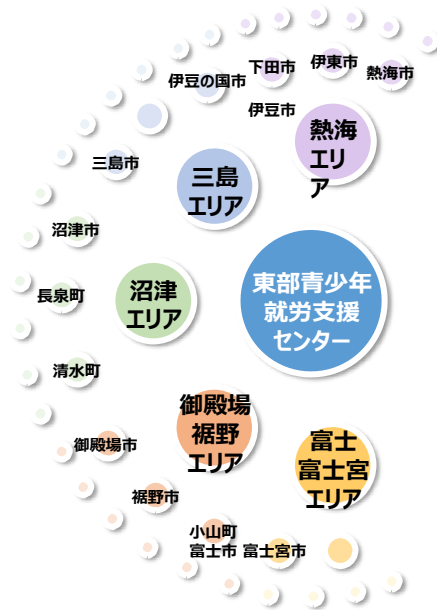 下田市
伊東市
熱海市
伊豆の国市
伊豆市
熱海
エリ
ア
三島市
三島
エリア
沼津市
東部青少年
就労支援
センター
長泉町
沼津
エリア
清水町
御殿場
裾野
エリア
御殿場市
富士
富士宮
エリア
裾野市
小山町
富士市 富士宮市